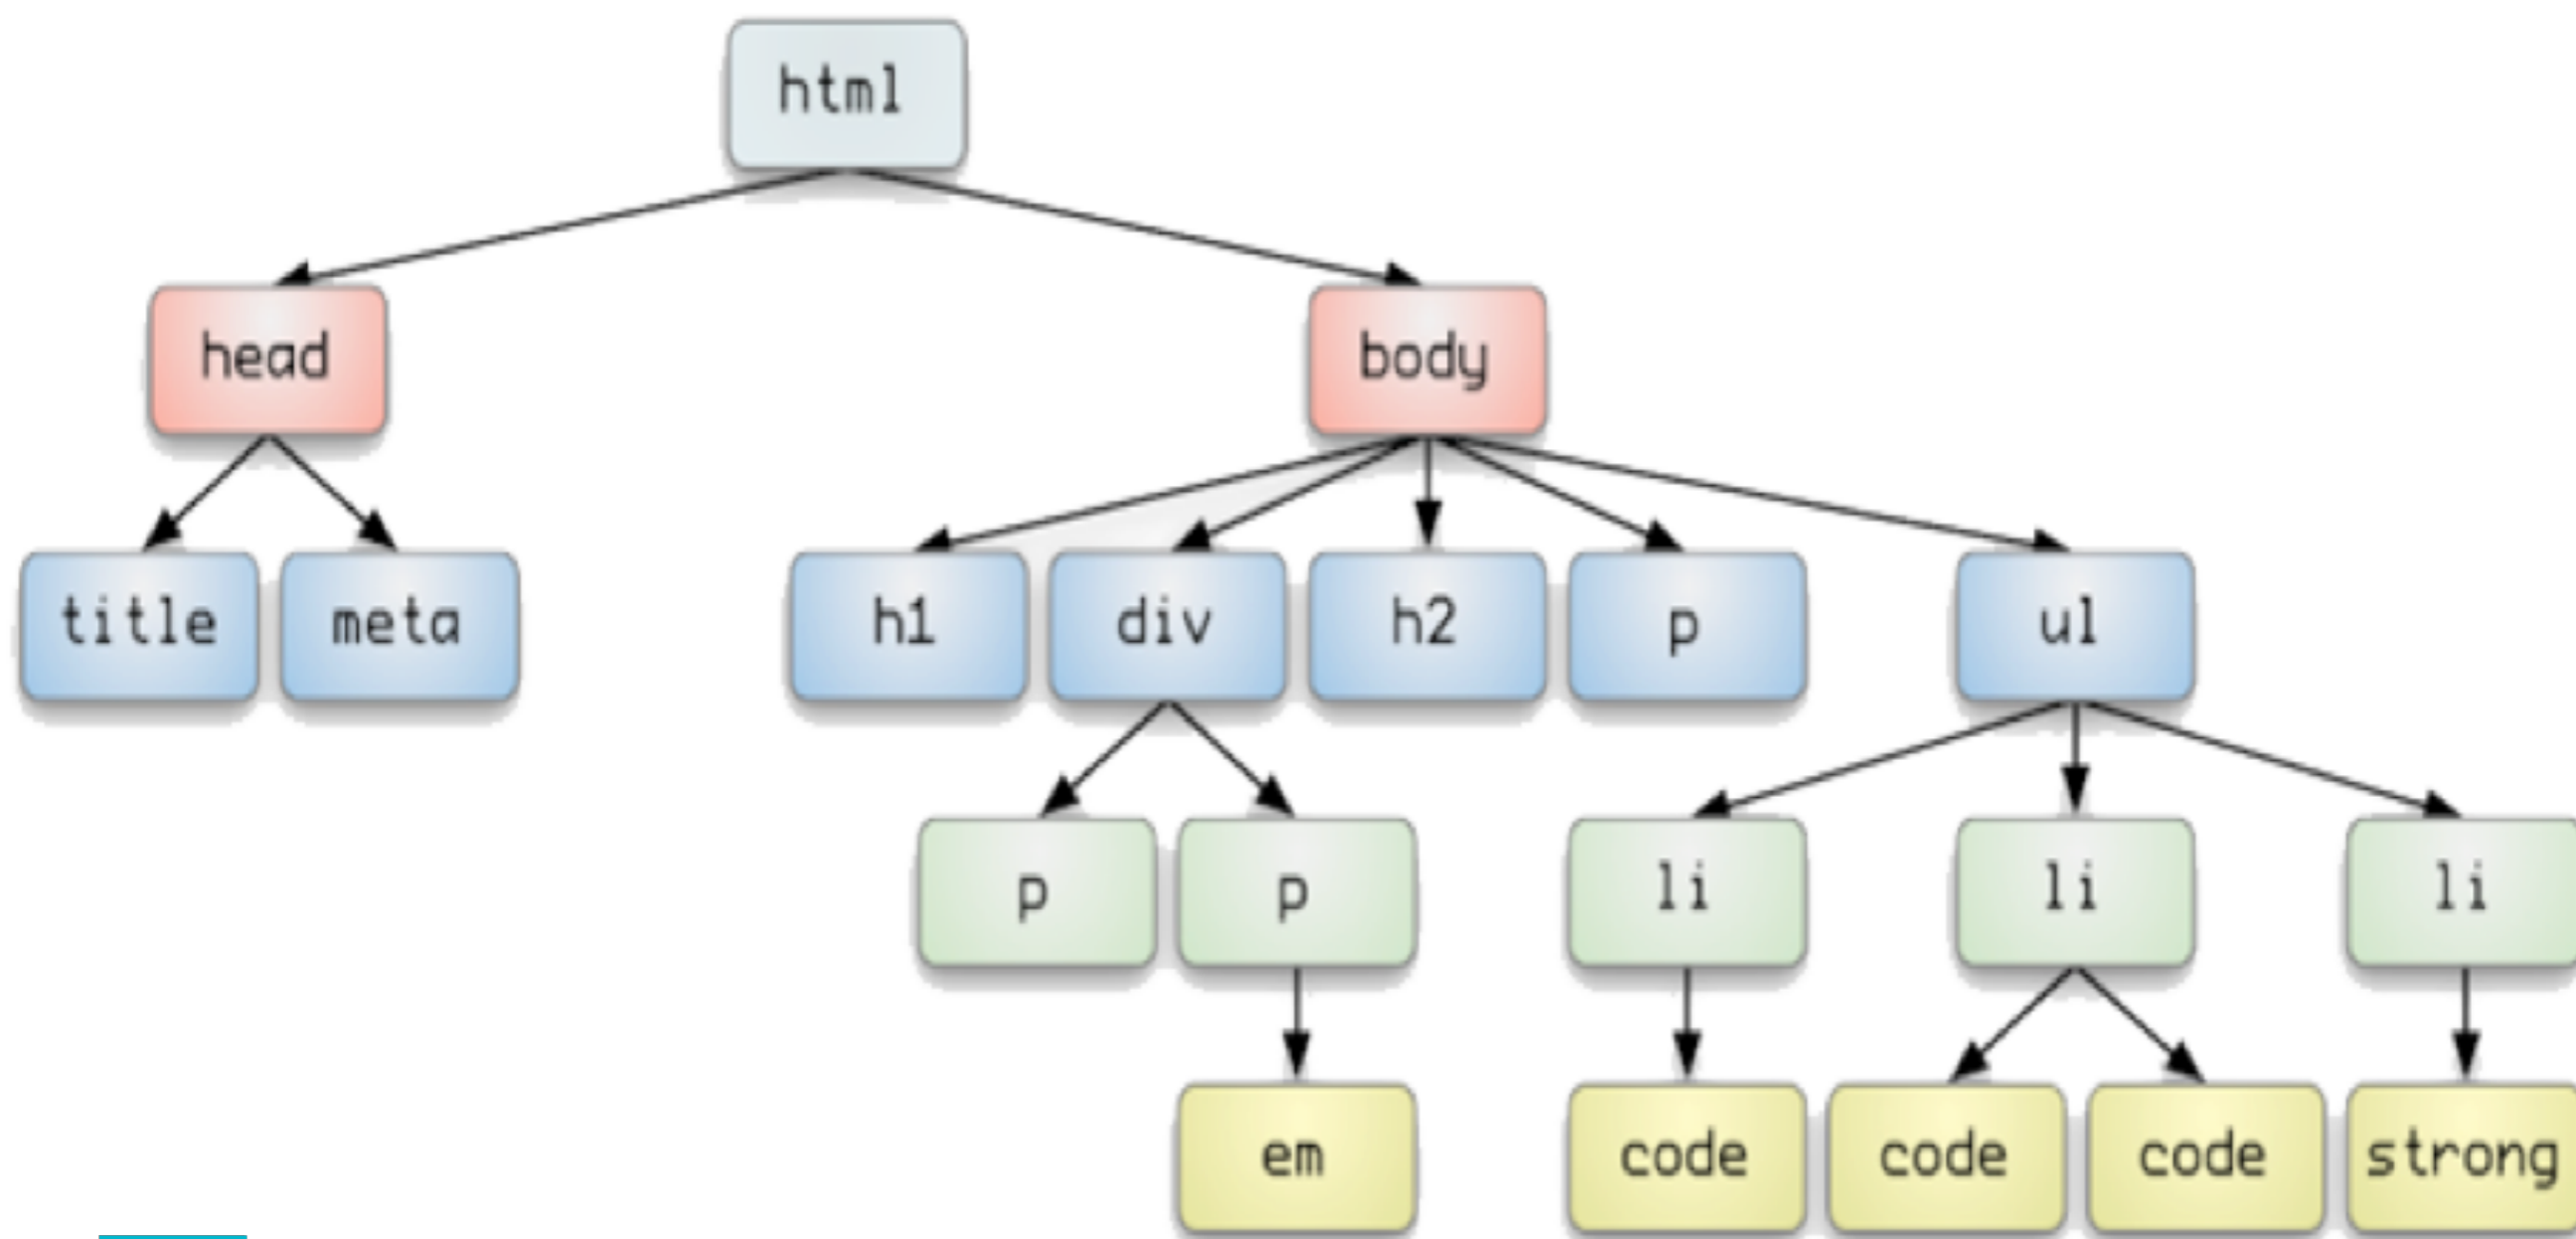 html
head body
title meta h1 div h2 p ul
p p li li li
em code code code strong